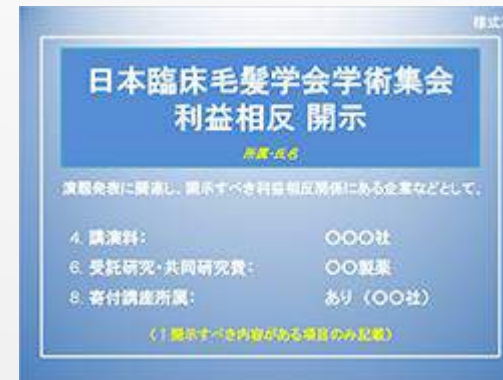 様式
日本臨床毛髪学会学術集会
利益相反 開示
所属・氏名
演題発表に関連し、開示すべき利益相反関係にある企業などとして、
4. 講演料： 〇〇〇社
6. 受託研究・共同研究費： 〇〇製薬
8. 寄付講座所属： あり （〇〇社）
（↑開示すべき内容がある項目のみ記載）